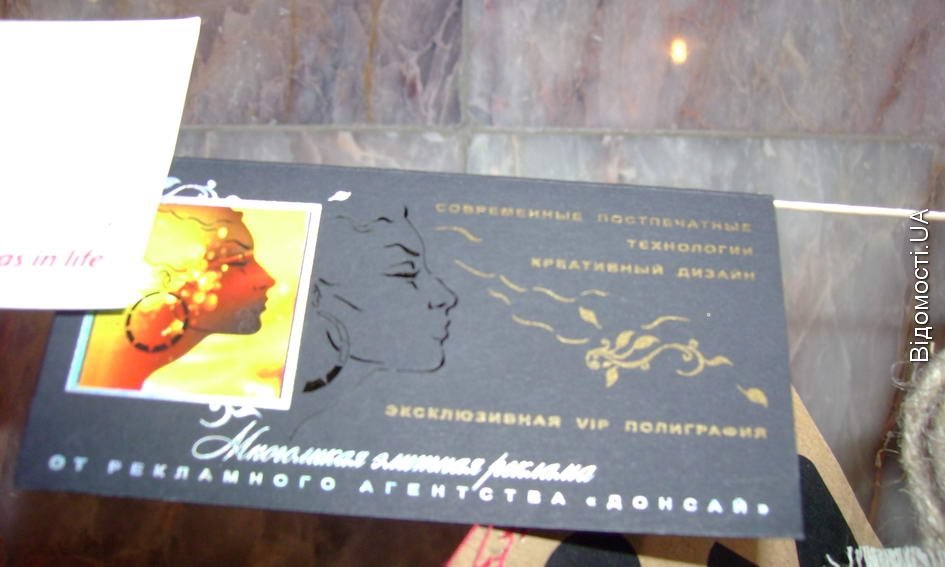 as in life
СОВРЕМЕННЫЕ ПОСТПЕЧАТНЫЕ
ТЕХНОЛОГИИ
КРЕАТИВНЫЙ ДИЗАЙН
ЭКСКЛЮЗИВНАЯ VIP ПОЛИГРАФИЯ
Многоликая элитная реклама
ОТ РЕКЛАМНОГО АГЕНТСТВА «ДОНСАЙ»
Відомості.UA